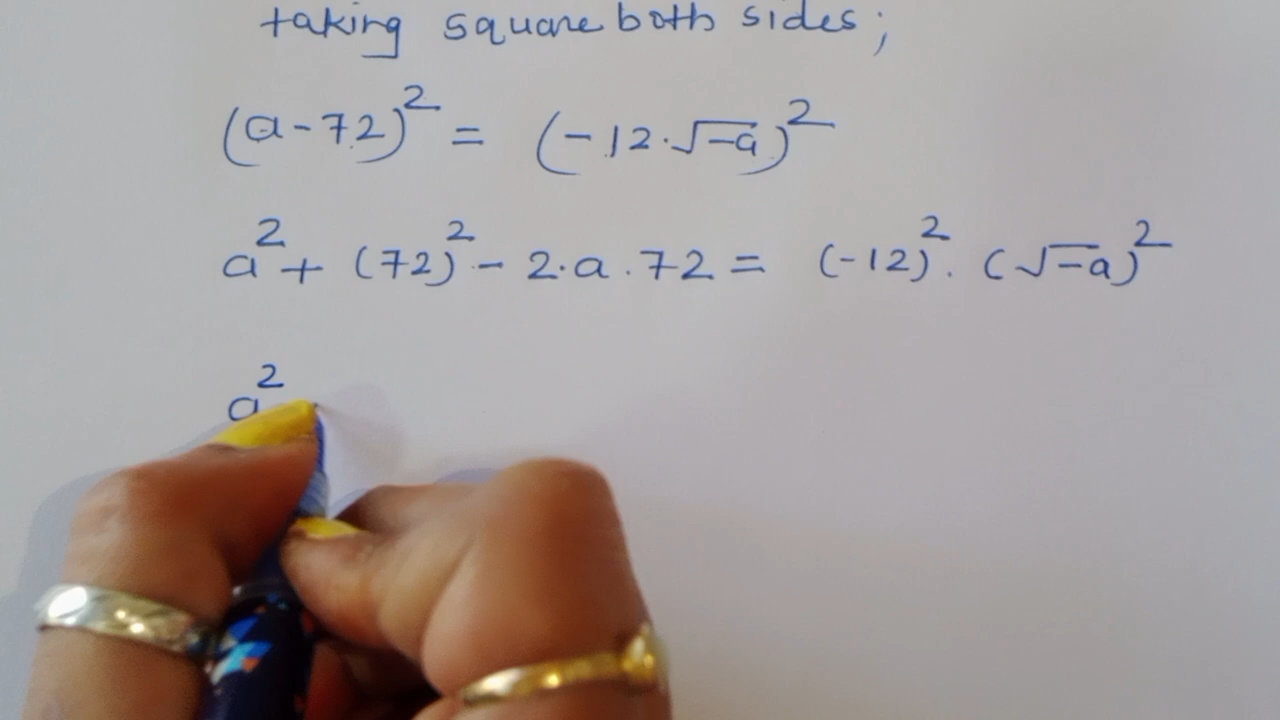 taking square both sides;
(a-72)² = (-12·√-a)²
a² + (72)² - 2·a·72 = (-12)²·(√-a)²
a²